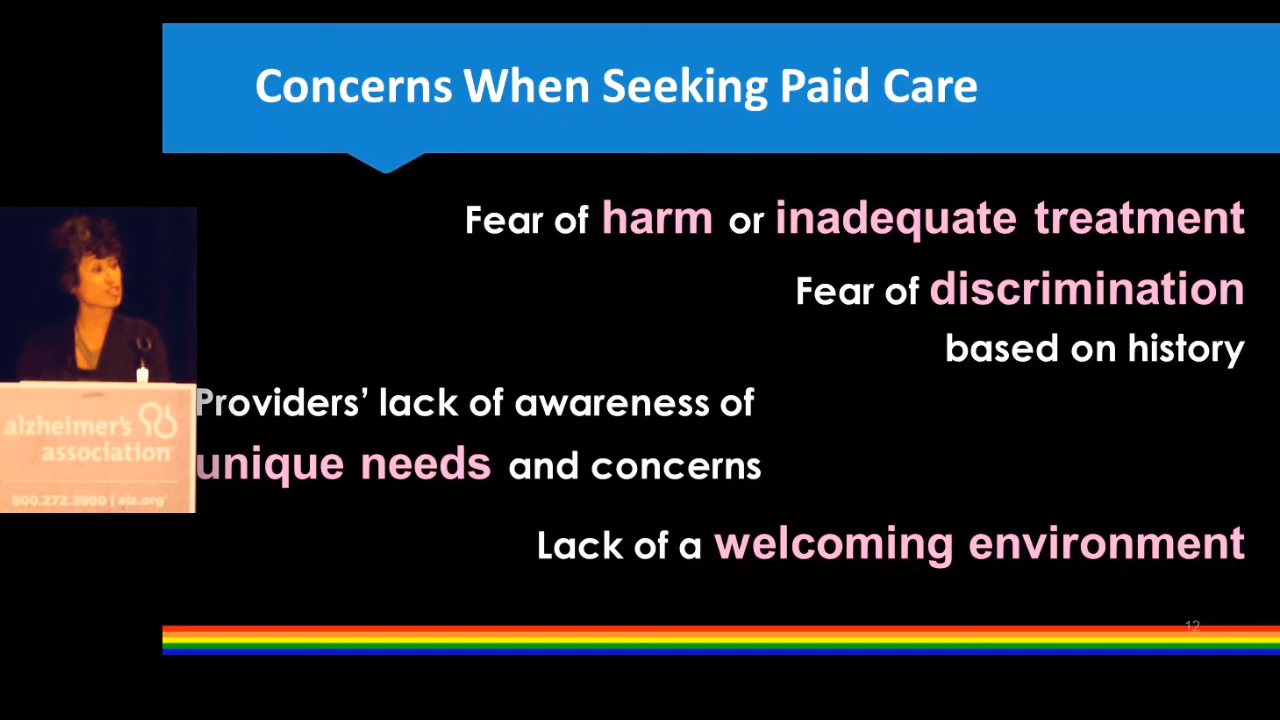 Concerns When Seeking Paid Care
Fear of harm or inadequate treatment
Fear of discrimination
based on history
Providers’ lack of awareness of
unique needs and concerns
Lack of a welcoming environment
12
alzheimer's
association
800.272.3900 | alz.org